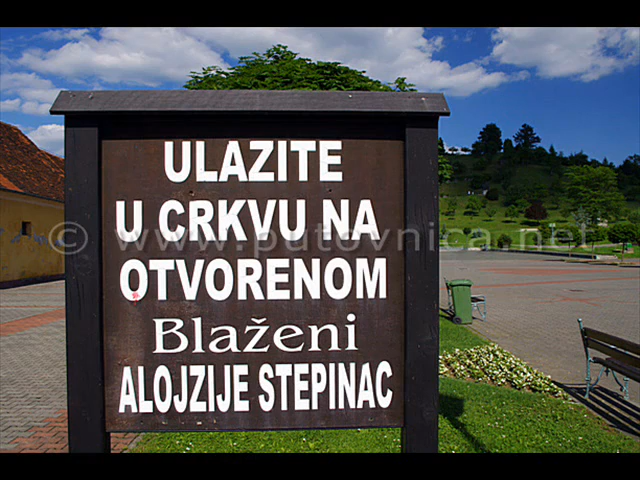 ULAZITE
U CRKVU NA
© www.putovnica.net
OTVORENOM
Blaženi
ALOJZIJE STEPINAC